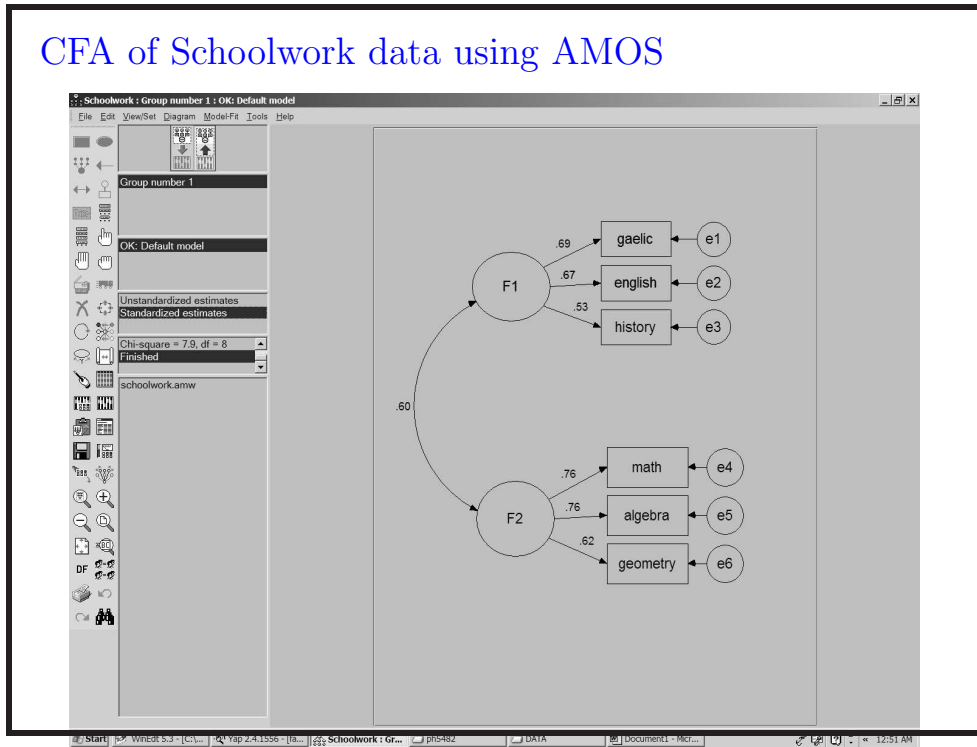 CFA of Schoolwork data using AMOS
Schoolwork : Group number 1 : OK: Default model
File Edit View/Set Diagram Model-Fit Tools Help
Group number 1
OK: Default model
Unstandardized estimates
Standardized estimates
Chi-square = 7.9, df = 8
Finished
schoolwork.amw
DF
.69
gaelic
e1
F1
.67
english
e2
.53
history
e3
.60
.76
math
e4
F2
.76
algebra
e5
.62
geometry
e6
Start WinEdt 5.3 - [C:\... Yap 2.4.1556 - [fa... Schoolwork : Gr... ph5482 DATA Document1 - Micr... « 12:51 AM